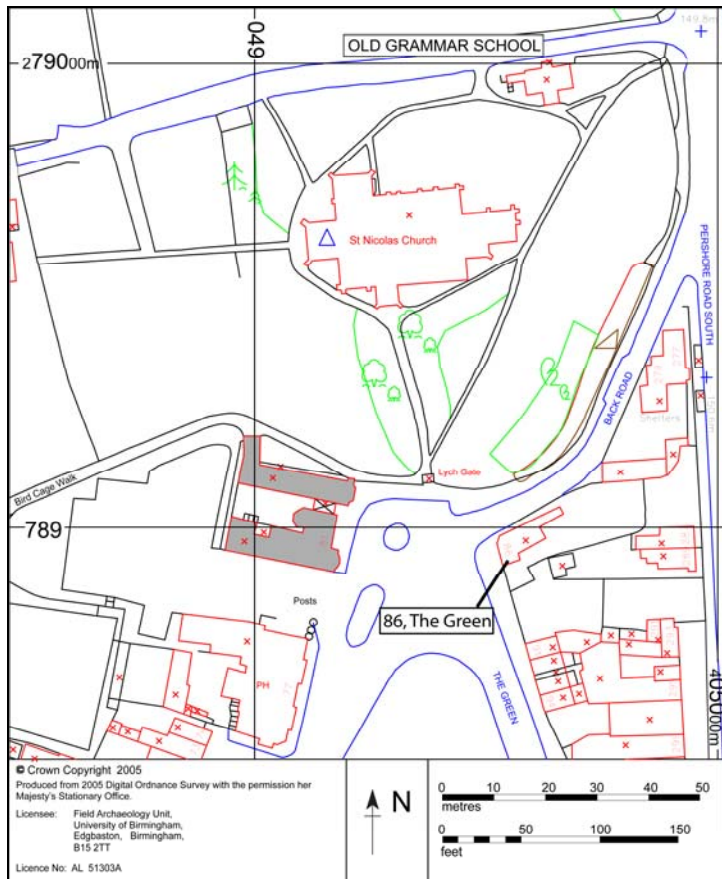 049
149.8m
OLD GRAMMAR SCHOOL
279000m
St Nicolas Church
PERSHORE ROAD SOUTH
BACK ROAD
277
Shelters
Lych Gate
Bird Cage Walk
789
Posts
86, The Green
PH
77
THE GREEN
405000m
© Crown Copyright 2005
Produced from 2005 Digital Ordnance Survey with the permission her
Majesty's Stationary Office.
Licensee: Field Archaeology Unit,
University of Birmingham,
Edgbaston, Birmingham,
B15 2TT
Licence No: AL 51303A
N
0 10 20 30 40 50
metres
0 50 100 150
feet